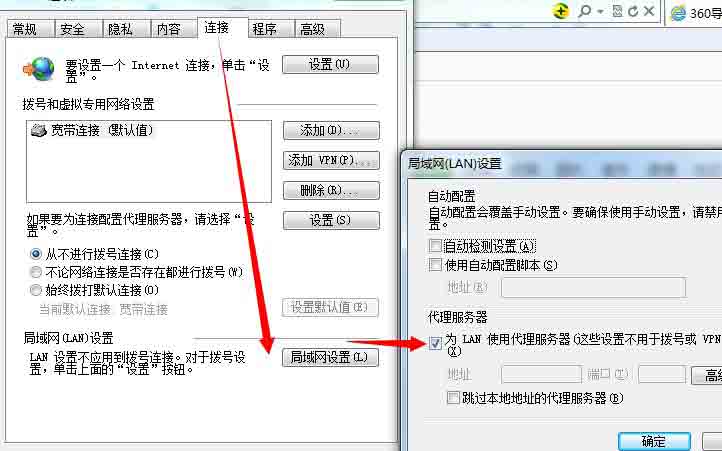 360导
常规 安全 隐私 内容 连接 程序 高级
要设置一个 Internet 连接，单击“设
置”。
设置(U)
拨号和虚拟专用网络设置
宽带连接 (默认值)
添加(D)...
添加 VPN(P)...
删除(R)...
如果要为连接配置代理服务器，请选择“设
置”。
设置(S)
从不进行拨号连接(C)
不论网络连接是否存在都进行拨号(W)
始终拨打默认连接(O)
当前默认连接 宽带连接
设置默认值(E)
局域网(LAN)设置
LAN 设置不应用到拨号连接。对于拨号设
置，单击上面的“设置”按钮。
局域网设置(L)
局域网(LAN)设置
自动配置
自动配置会覆盖手动设置。要确保使用手动设置，请禁用
置。
自动检测设置(A)
使用自动配置脚本(S)
地址(R)
代理服务器
为 LAN 使用代理服务器(这些设置不用于拨号或 VPN
(X)
地址 端口(T) 高级
跳过本地地址的代理服务器(B)
确定